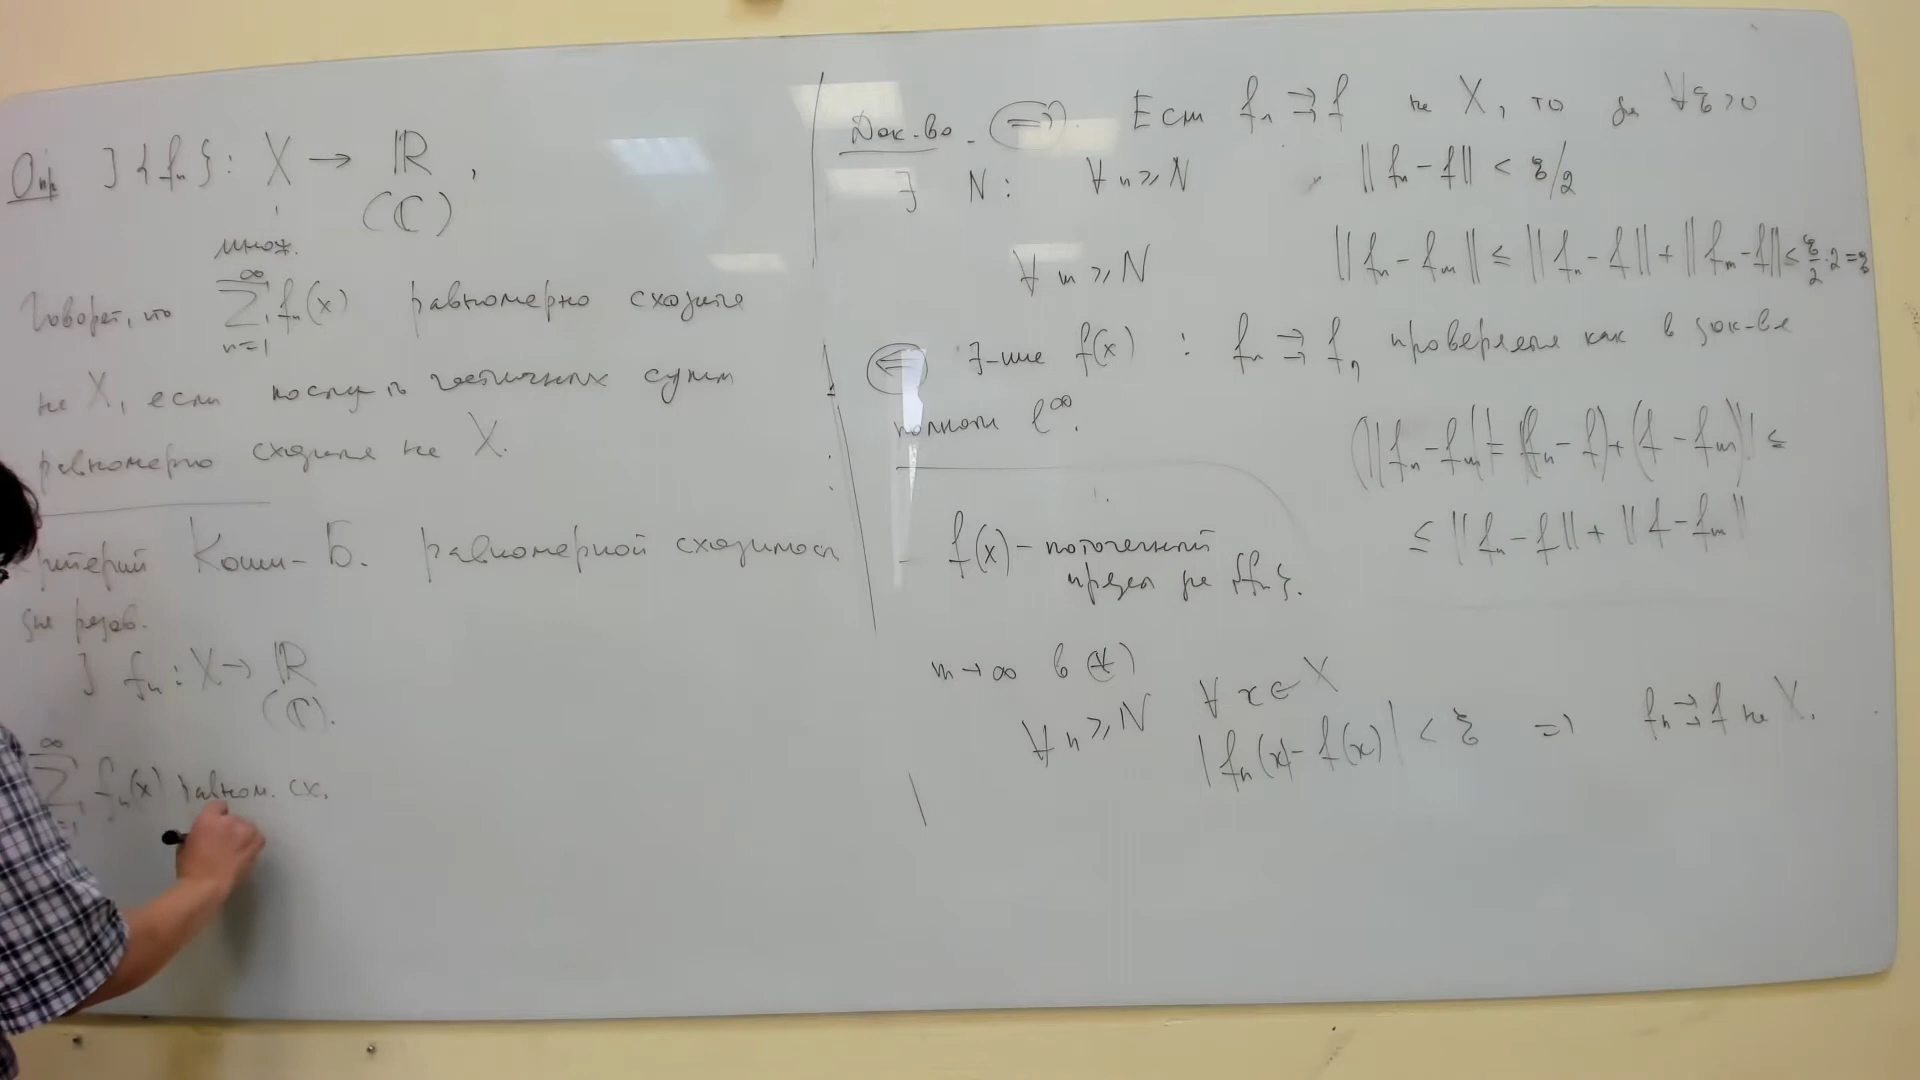 Опр ] {fₙ}: X → ℝ,
(ℂ)
множ.
Говорят, что ∑_{n=1}^{∞} fₙ(x) равномерно сходится
на X, если послед-ть частичных сумм
равномерно сходится на X.
критерий Коши-Б. равномерной сходимости
для рядов.
] fₙ: X → ℝ
(ℂ).
∑_{n=1}^{∞} fₙ(x) равном. сх.
Док-во. (⇒). Если fₙ ⇉ f на X, то для ∀ε>0
∃ N: ∀ n ≥ N ‖fₙ - f‖ < ε/2
∀ m ≥ N ‖fₙ - fₘ‖ ≤ ‖fₙ - f‖ + ‖fₘ - f‖ ≤ ε/2 · 2 = ε
(⇐) ∃-ние f(x) : fₙ ⇉ f, проверяется как в док-ве
полноты ℓ^∞.
(|fₙ - fₘ| = |(fₙ - f) + (f - fₘ)| ≤
≤ ‖fₙ - f‖ + ‖f - fₘ‖
f(x) - поточечный
предел для {fₙ}.
m → ∞ в (*)
∀ n ≥ N ∀ x ∈ X
|fₙ(x) - f(x)| < ε ⇒ fₙ ⇉ f на X.